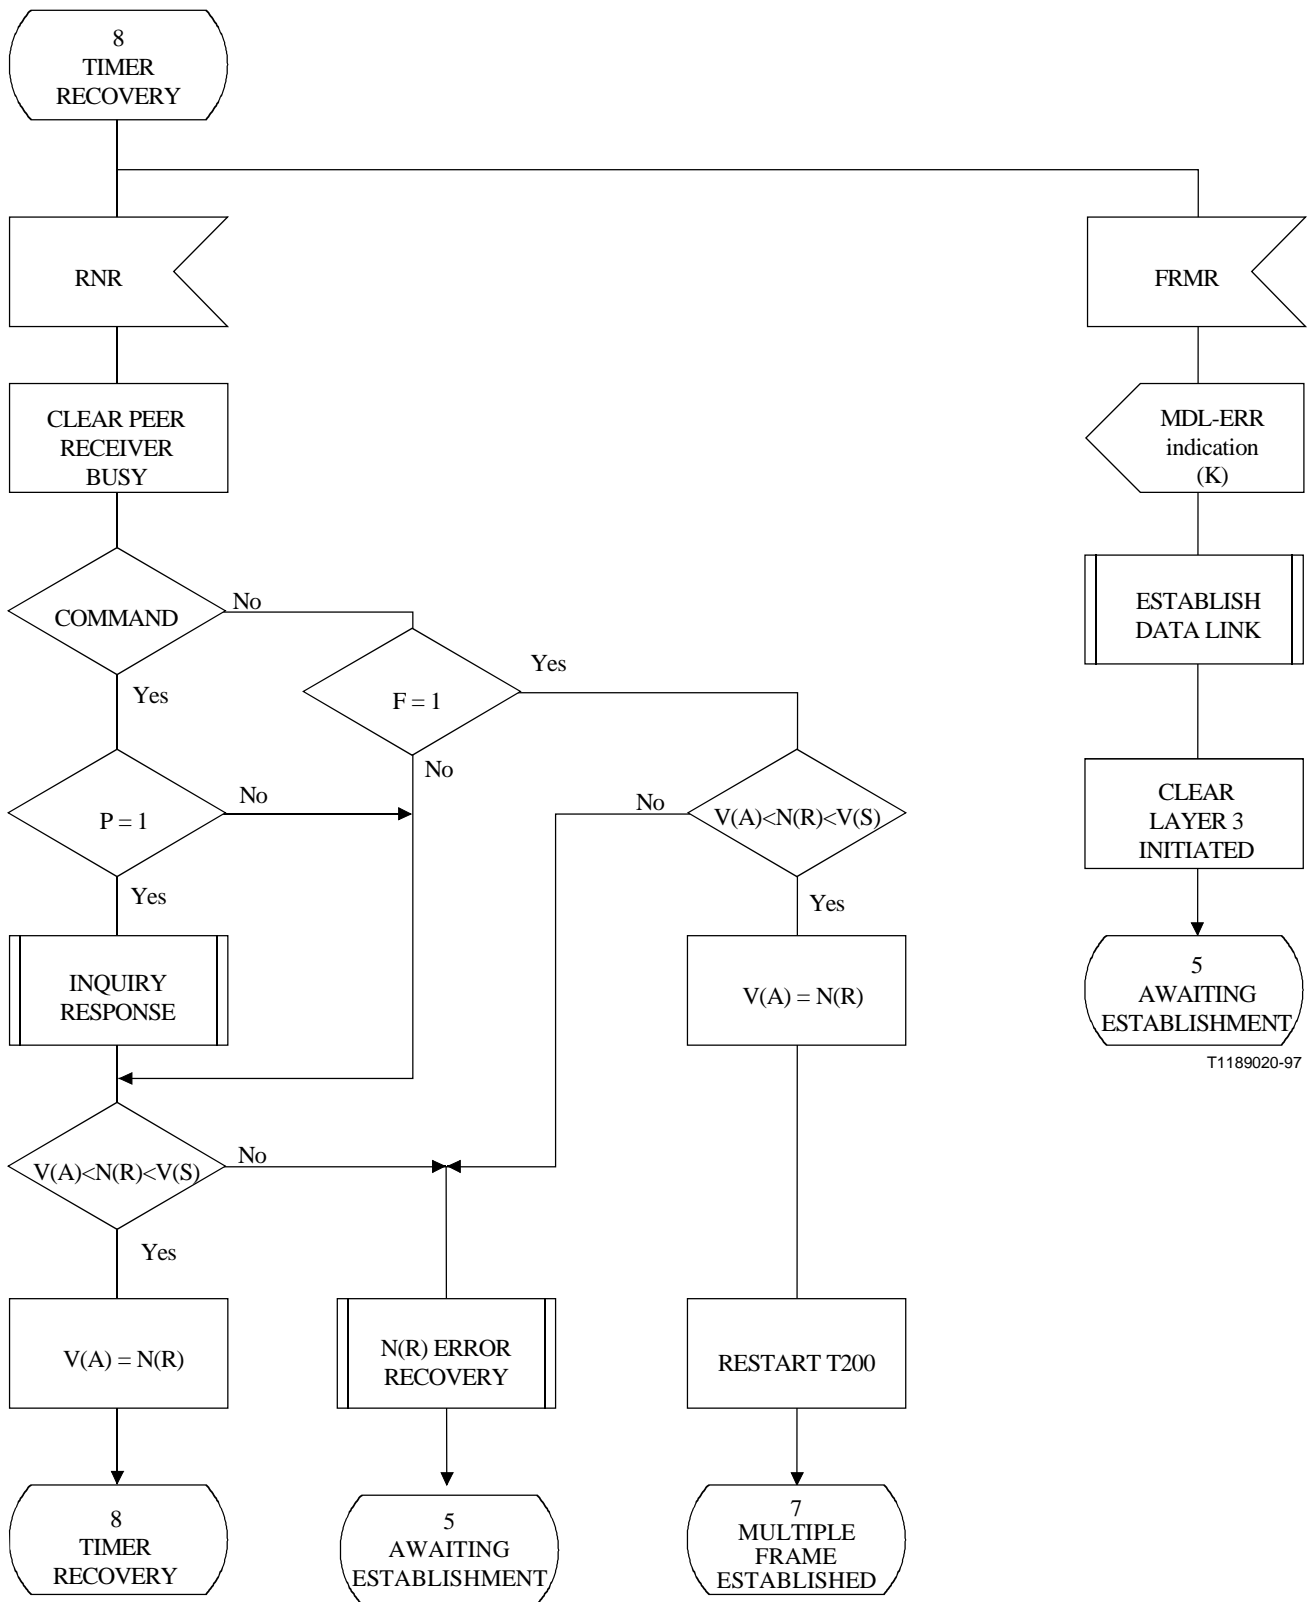 8
TIMER
RECOVERY
RNR
FRMR
CLEAR PEER
RECEIVER
BUSY
MDL-ERR
indication
(K)
COMMAND
No
Yes
ESTABLISH
DATA LINK
F = 1
Yes
No
P = 1
No
Yes
V(A)<N(R)<V(S)
No
Yes
CLEAR
LAYER 3
INITIATED
INQUIRY
RESPONSE
V(A) = N(R)
5
AWAITING
ESTABLISHMENT
T1189020-97
V(A)<N(R)<V(S)
No
Yes
V(A) = N(R)
N(R) ERROR
RECOVERY
RESTART T200
8
TIMER
RECOVERY
5
AWAITING
ESTABLISHMENT
7
MULTIPLE
FRAME
ESTABLISHED